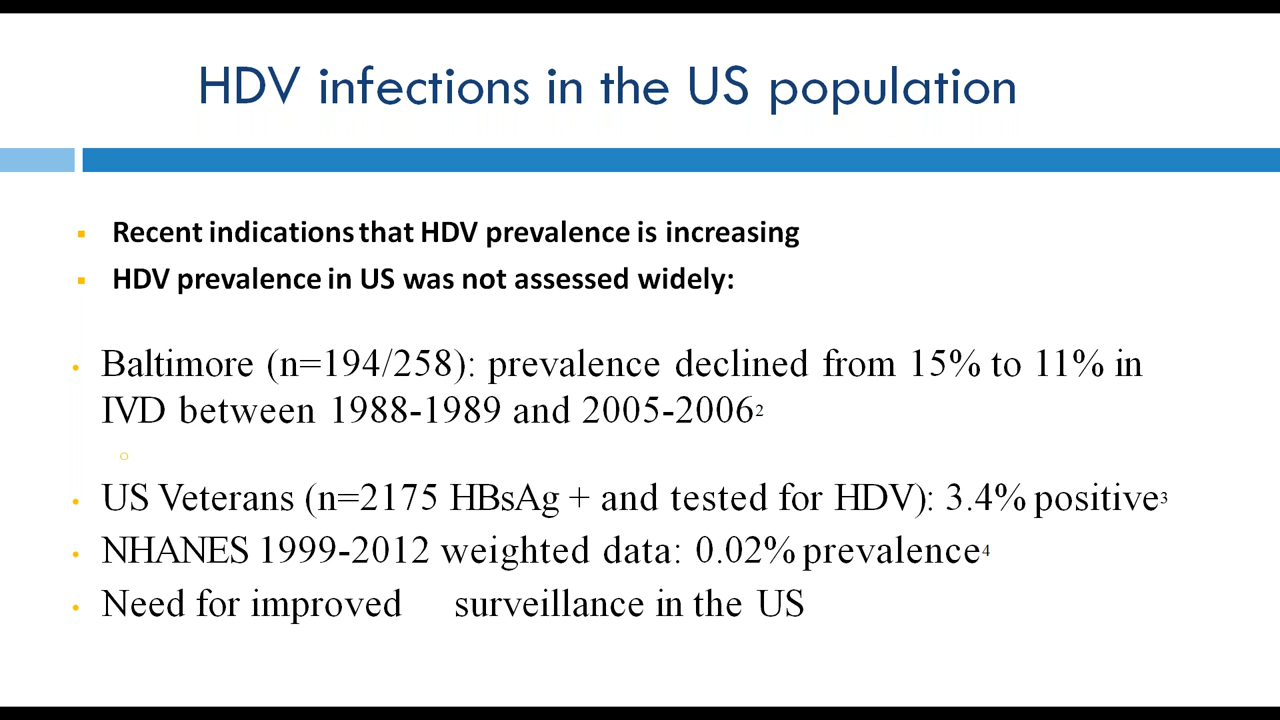 HDV infections in the US population
Recent indications that HDV prevalence is increasing
HDV prevalence in US was not assessed widely:
Baltimore (n=194/258): prevalence declined from 15% to 11% in
IVD between 1988-1989 and 2005-2006²
US Veterans (n=2175 HBsAg + and tested for HDV): 3.4% positive³
NHANES 1999-2012 weighted data: 0.02% prevalence⁴
Need for improved surveillance in the US